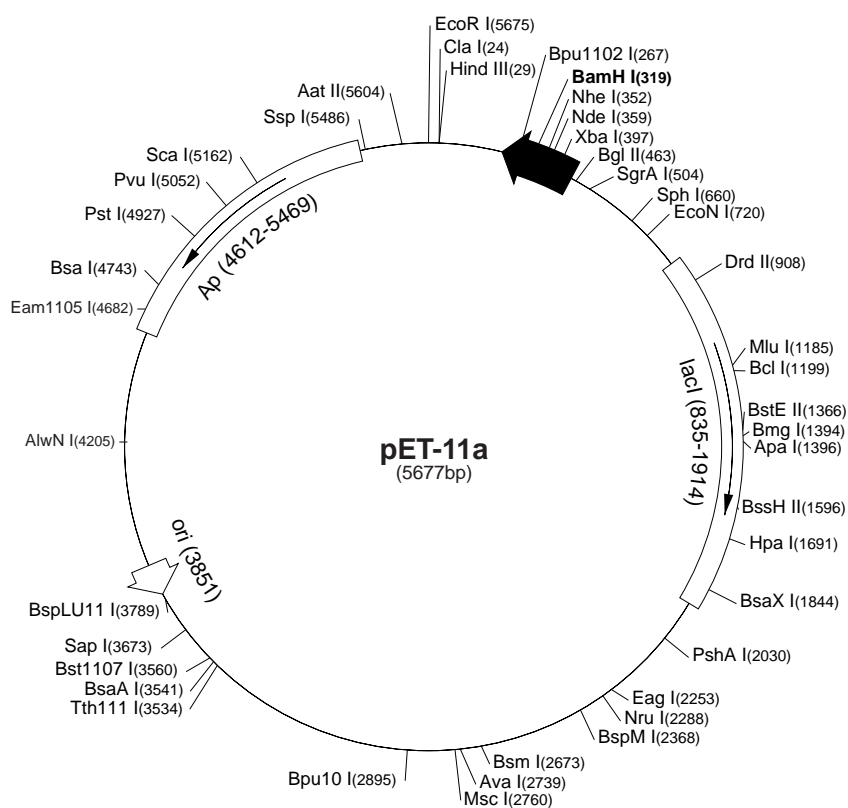 EcoR I(5675)
Cla I(24)
Hind III(29)
Bpu1102 I(267)
BamH I(319)
Nhe I(352)
Nde I(359)
Xba I(397)
Bgl II(463)
SgrA I(504)
Sph I(660)
EcoN I(720)
Drd II(908)
Mlu I(1185)
Bcl I(1199)
BstE II(1366)
Bmg I(1394)
Apa I(1396)
BssH II(1596)
Hpa I(1691)
BsaX I(1844)
PshA I(2030)
Eag I(2253)
Nru I(2288)
BspM I(2368)
Bsm I(2673)
Ava I(2739)
Msc I(2760)
Bpu10 I(2895)
Tth111 I(3534)
BsaA I(3541)
Bst1107 I(3560)
Sap I(3673)
BspLU11 I(3789)
AlwN I(4205)
Eam1105 I(4682)
Bsa I(4743)
Pst I(4927)
Pvu I(5052)
Sca I(5162)
Ssp I(5486)
Aat II(5604)
Ap (4612-5469)
lacI (835-1914)
ori (3851)
pET-11a
(5677bp)